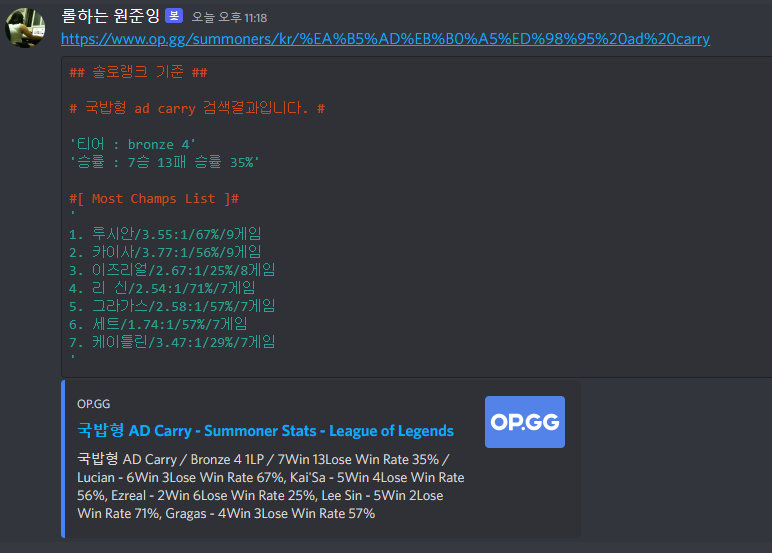 롤하는 원준잉 봇 오늘 오후 11:18
https://www.op.gg/summoners/kr/%EA%B5%AD%EB%B0%A5%ED%98%95%20ad%20carry
## 솔로랭크 기준 ##
# 국밥형 ad carry 검색결과입니다. #
'티어 : bronze 4'
'승률 : 7승 13패 승률 35%'
#[ Most Champs List ]#
'
1. 루시안/3.55:1/67%/9게임
2. 카이사/3.77:1/56%/9게임
3. 이즈리얼/2.67:1/25%/8게임
4. 리 신/2.54:1/71%/7게임
5. 그라가스/2.58:1/57%/7게임
6. 세트/1.74:1/57%/7게임
7. 케이틀린/3.47:1/29%/7게임
'
OP.GG
국밥형 AD Carry - Summoner Stats - League of Legends
국밥형 AD Carry / Bronze 4 1LP / 7Win 13Lose Win Rate 35% /
Lucian - 6Win 3Lose Win Rate 67%, Kai'Sa - 5Win 4Lose Win Rate
56%, Ezreal - 2Win 6Lose Win Rate 25%, Lee Sin - 5Win 2Lose
Win Rate 71%, Gragas - 4Win 3Lose Win Rate 57%
OP.GG